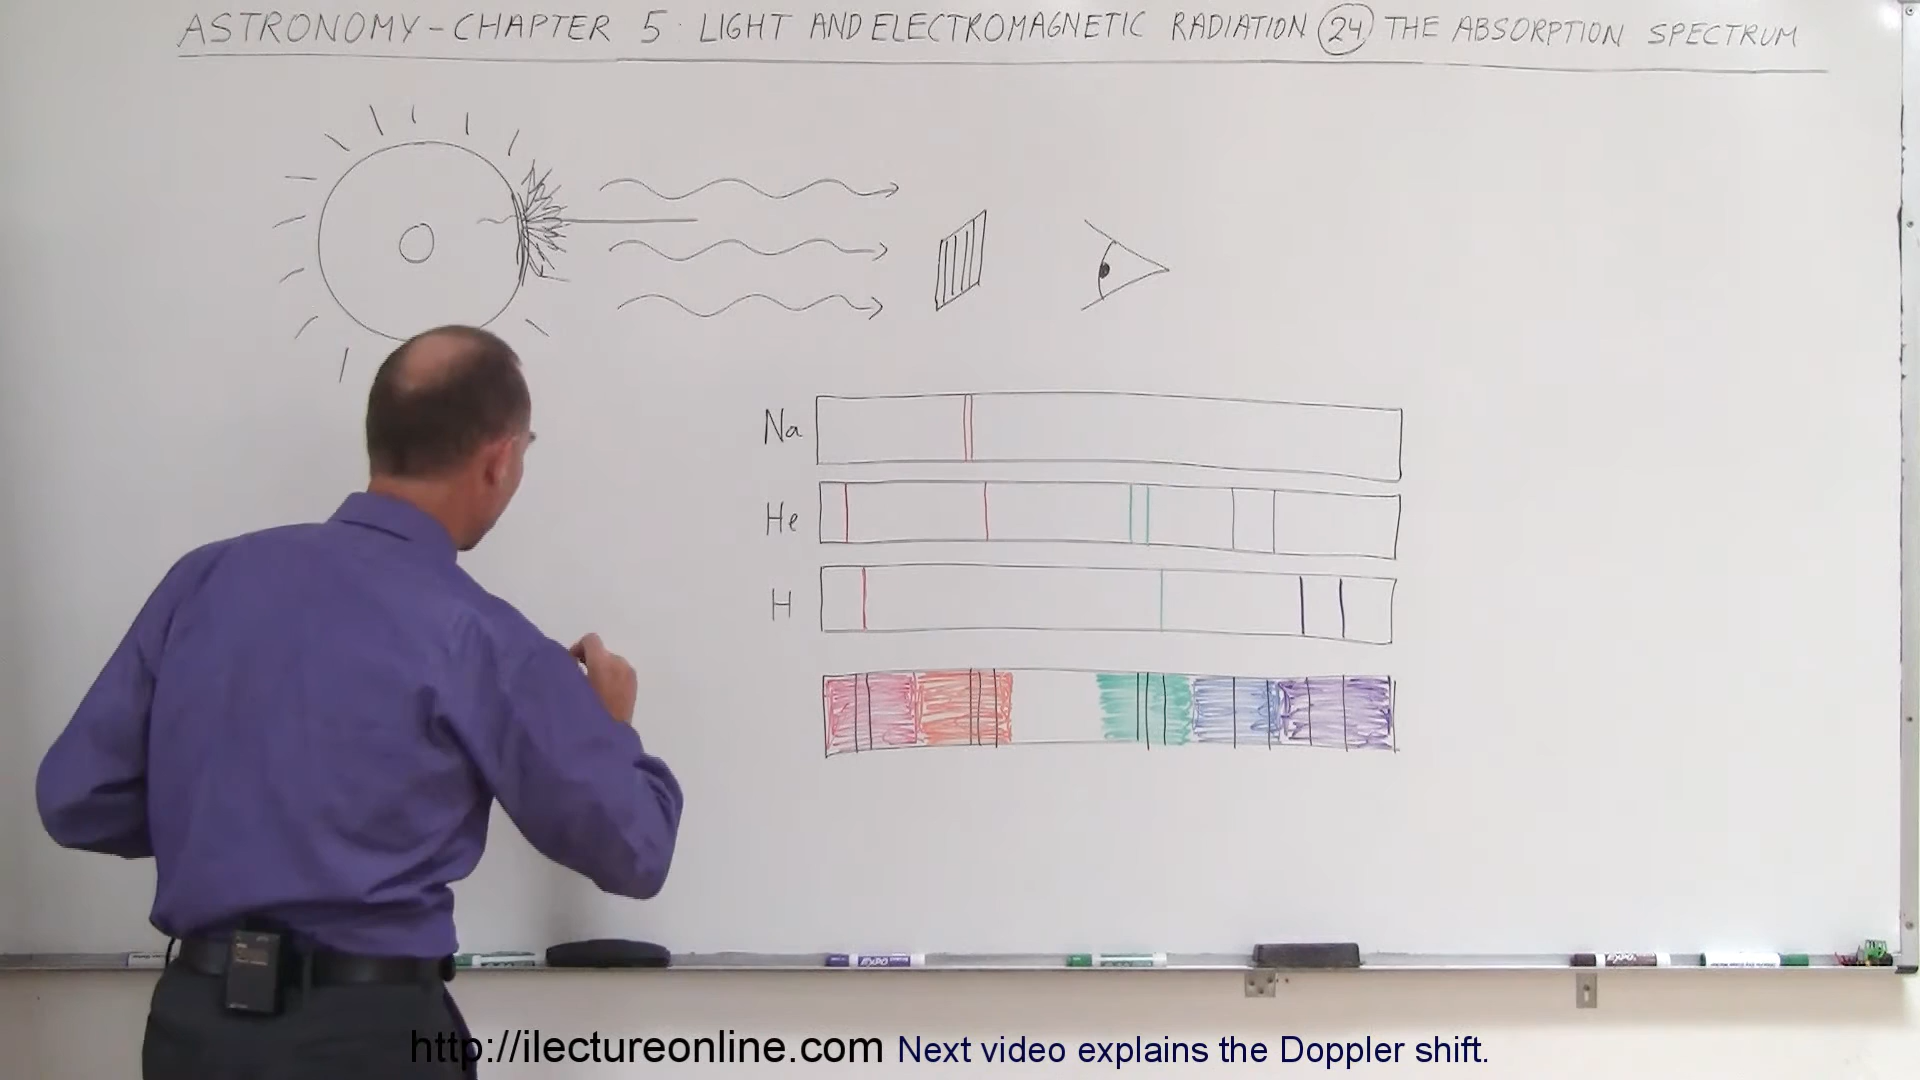 ASTRONOMY - CHAPTER 5: LIGHT AND ELECTROMAGNETIC RADIATION 24 THE ABSORPTION SPECTRUM
Na
He
H
EXPO
http://ilectureonline.com Next video explains the Doppler shift.